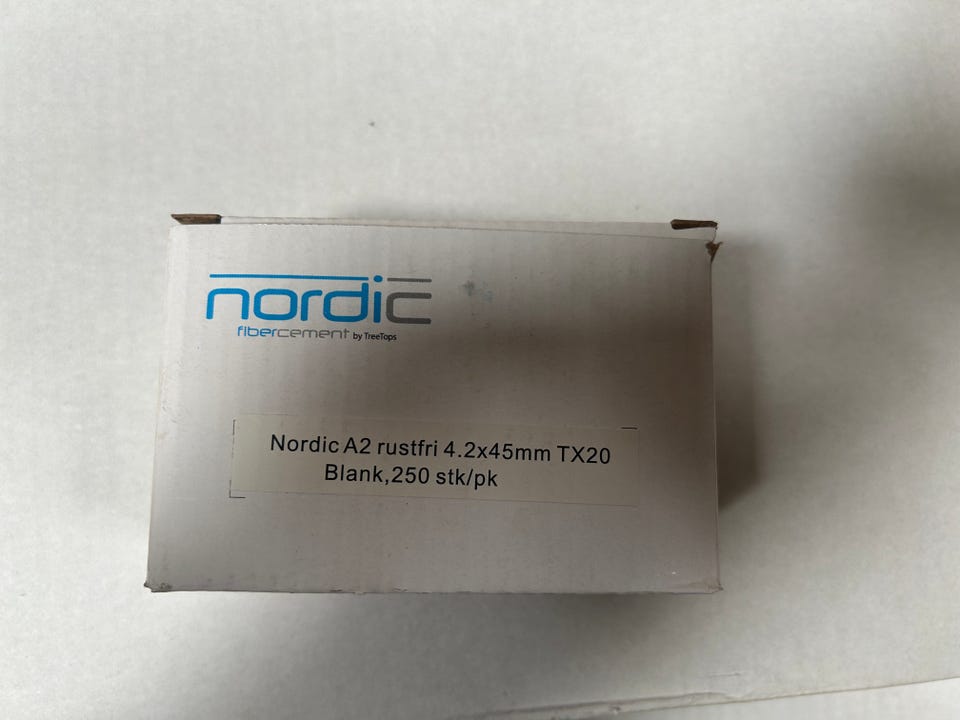 nordic
fibercement by TreeTops
Nordic A2 rustfri 4.2x45mm TX20
Blank,250 stk/pk